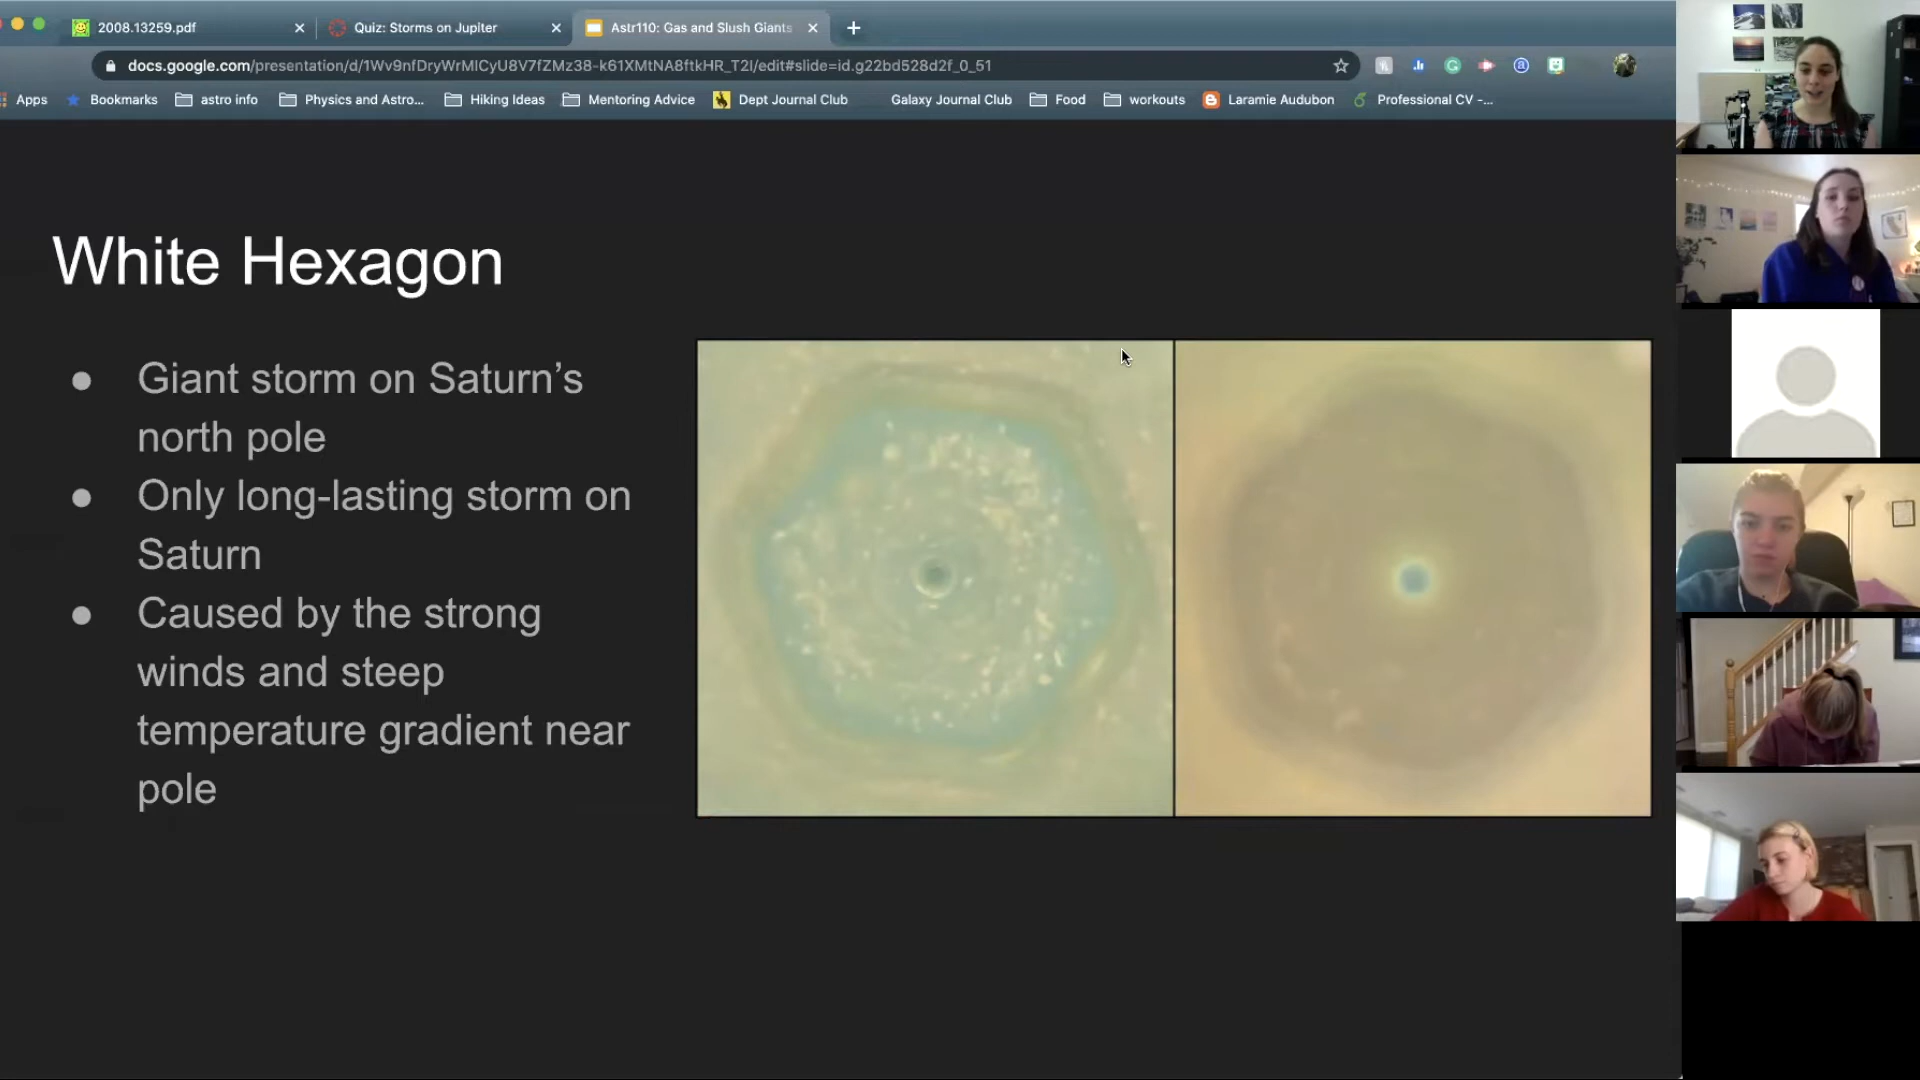 2008.13259.pdf
Quiz: Storms on Jupiter
Astr110: Gas and Slush Giants
docs.google.com/presentation/d/1Wv9nfDryWrMlCyU8V7fZMz38-k61XMtNA8ftkHR_T2I/edit#slide=id.g22bd528d2f_0_51
Apps
Bookmarks
astro info
Physics and Astro...
Hiking Ideas
Mentoring Advice
Dept Journal Club
Galaxy Journal Club
Food
workouts
Laramie Audubon
Professional CV -...
White Hexagon
● Giant storm on Saturn’s
north pole
● Only long-lasting storm on
Saturn
● Caused by the strong
winds and steep
temperature gradient near
pole